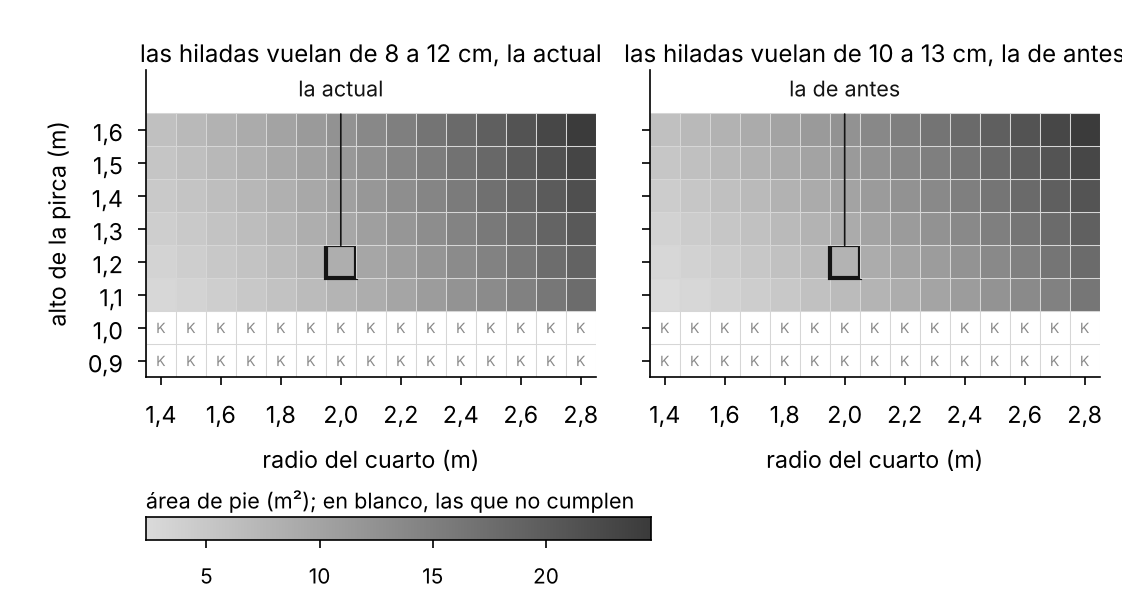 las hiladas vuelan de 8 a 12 cm, la actual
las hiladas vuelan de 10 a 13 cm, la de antes
la actual
la de antes
alto de la pirca (m)
1,6
1,5
1,4
1,3
1,2
1,1
1,0
0,9
K K K K K K K K K K K K K K K
K K K K K K K K K K K K K K K
K K K K K K K K K K K K K K K
K K K K K K K K K K K K K K K
1,4 1,6 1,8 2,0 2,2 2,4 2,6 2,8
1,4 1,6 1,8 2,0 2,2 2,4 2,6 2,8
radio del cuarto (m)
radio del cuarto (m)
área de pie (m²); en blanco, las que no cumplen
5 10 15 20